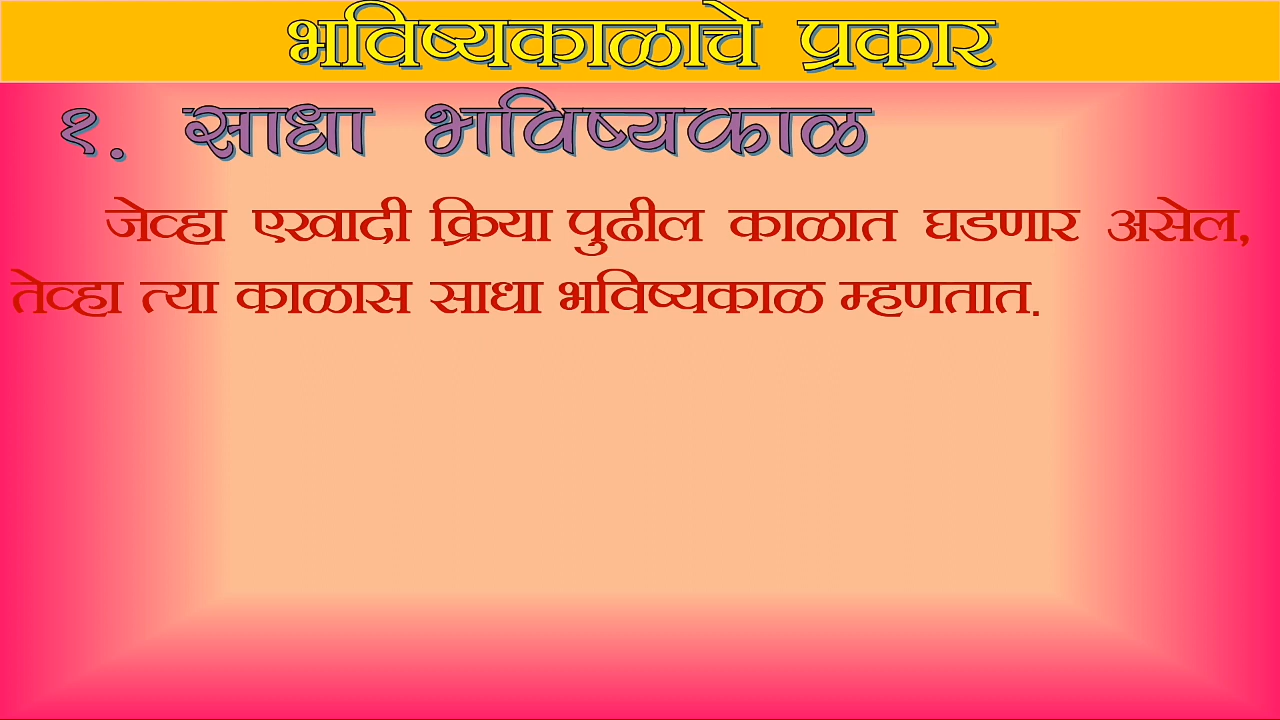 भविष्यकाळाचे प्रकार
१. साधा भविष्यकाळ
जेव्हा एखादी क्रिया पुढील काळात घडणार असेल,
तेव्हा त्या काळास साधा भविष्यकाळ म्हणतात.